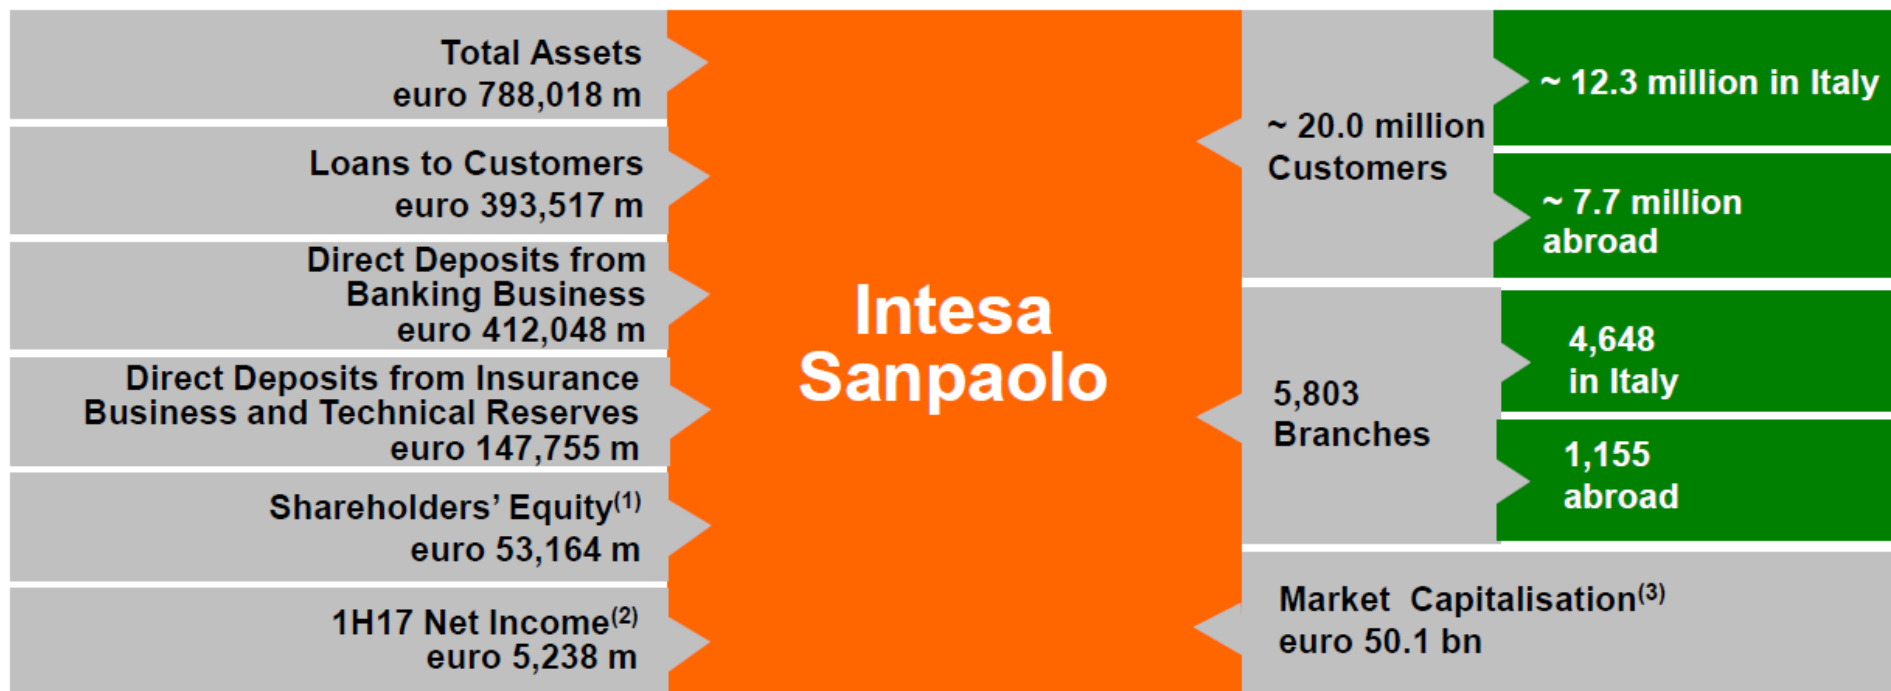 Total Assets
euro 788,018 m
Loans to Customers
euro 393,517 m
Direct Deposits from
Banking Business
euro 412,048 m
Direct Deposits from Insurance
Business and Technical Reserves
euro 147,755 m
Shareholders’ Equity(1)
euro 53,164 m
1H17 Net Income(2)
euro 5,238 m
Intesa
Sanpaolo
~ 20.0 million
Customers
~ 12.3 million in Italy
~ 7.7 million
abroad
5,803
Branches
4,648
in Italy
1,155
abroad
Market Capitalisation(3)
euro 50.1 bn